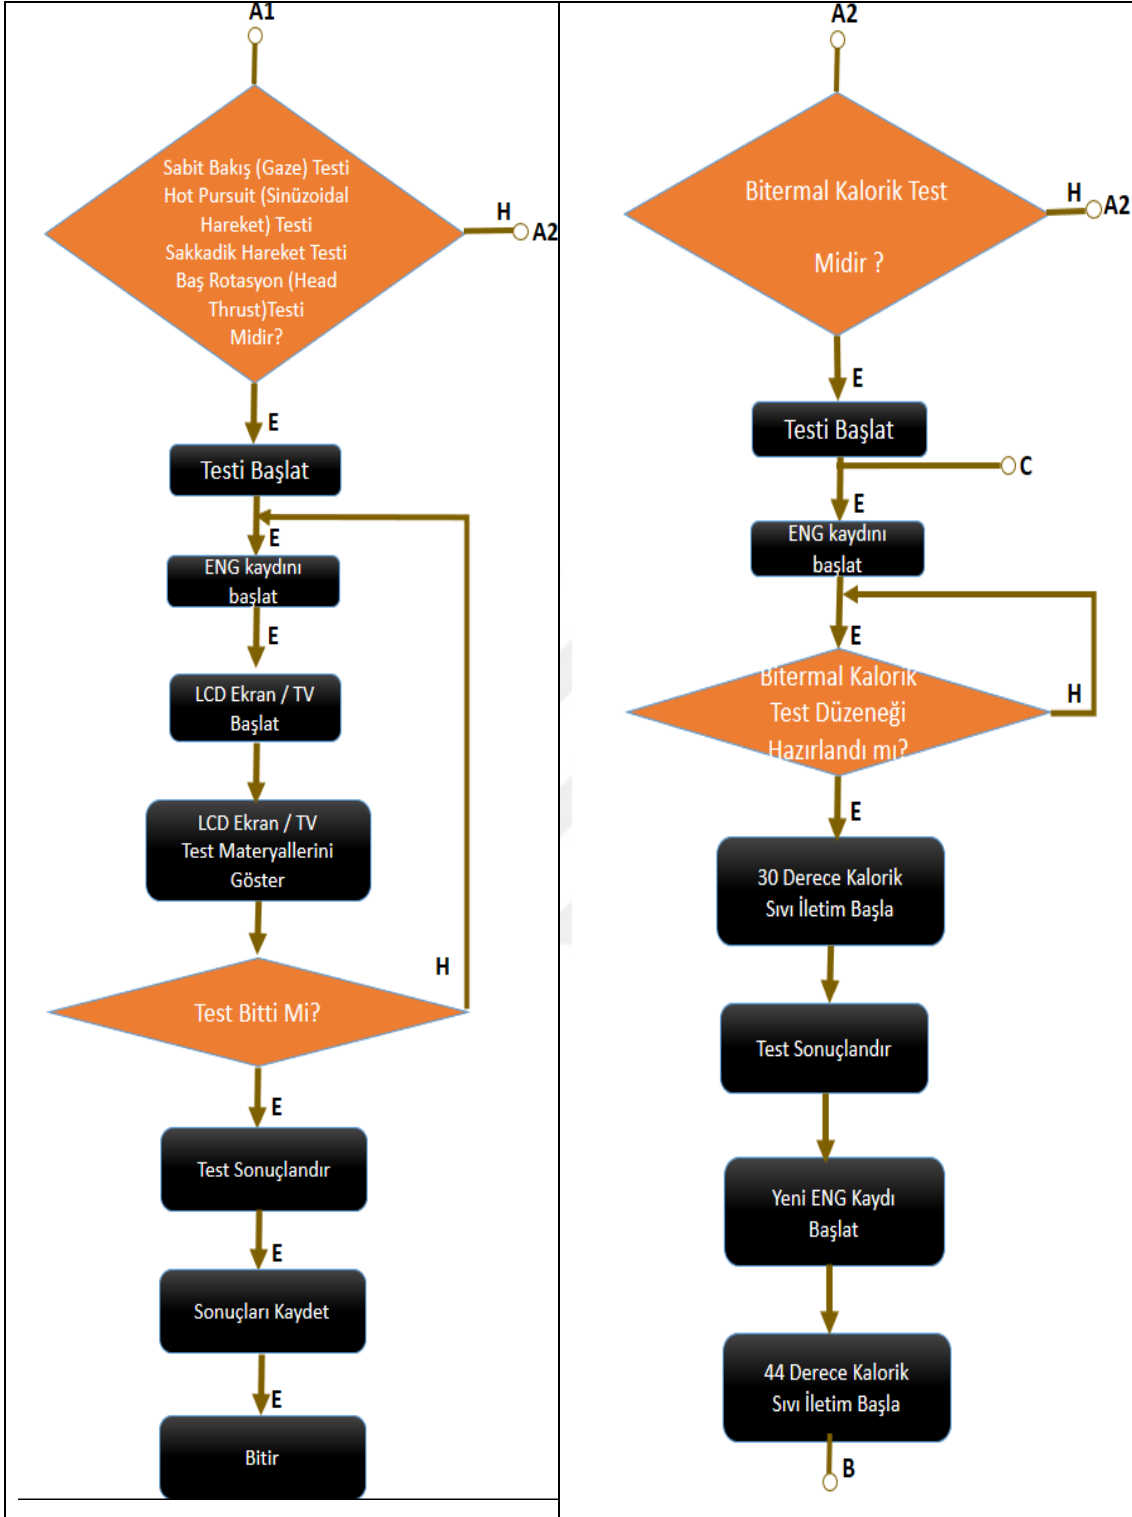 A1
Sabit Bakış (Gaze) Testi
Hot Pursuit (Sinüzoidal
Hareket) Testi
Sakkadik Hareket Testi
Baş Rotasyon (Head
Thrust)Testi
Midir?
H
A2
E
Testi Başlat
E
ENG kaydını
başlat
E
LCD Ekran / TV
Başlat
LCD Ekran / TV
Test Materyallerini
Göster
H
Test Bitti Mi?
E
Test Sonuçlandır
E
Sonuçları Kaydet
E
Bitir
A2
Bitermal Kalorik Test
Midir ?
H
A2
E
Testi Başlat
C
E
ENG kaydını
başlat
E
Bitermal Kalorik
Test Düzeneği
Hazırlandı mı?
H
E
30 Derece Kalorik
Sıvı İletim Başla
Test Sonuçlandır
Yeni ENG Kaydı
Başlat
44 Derece Kalorik
Sıvı İletim Başla
B